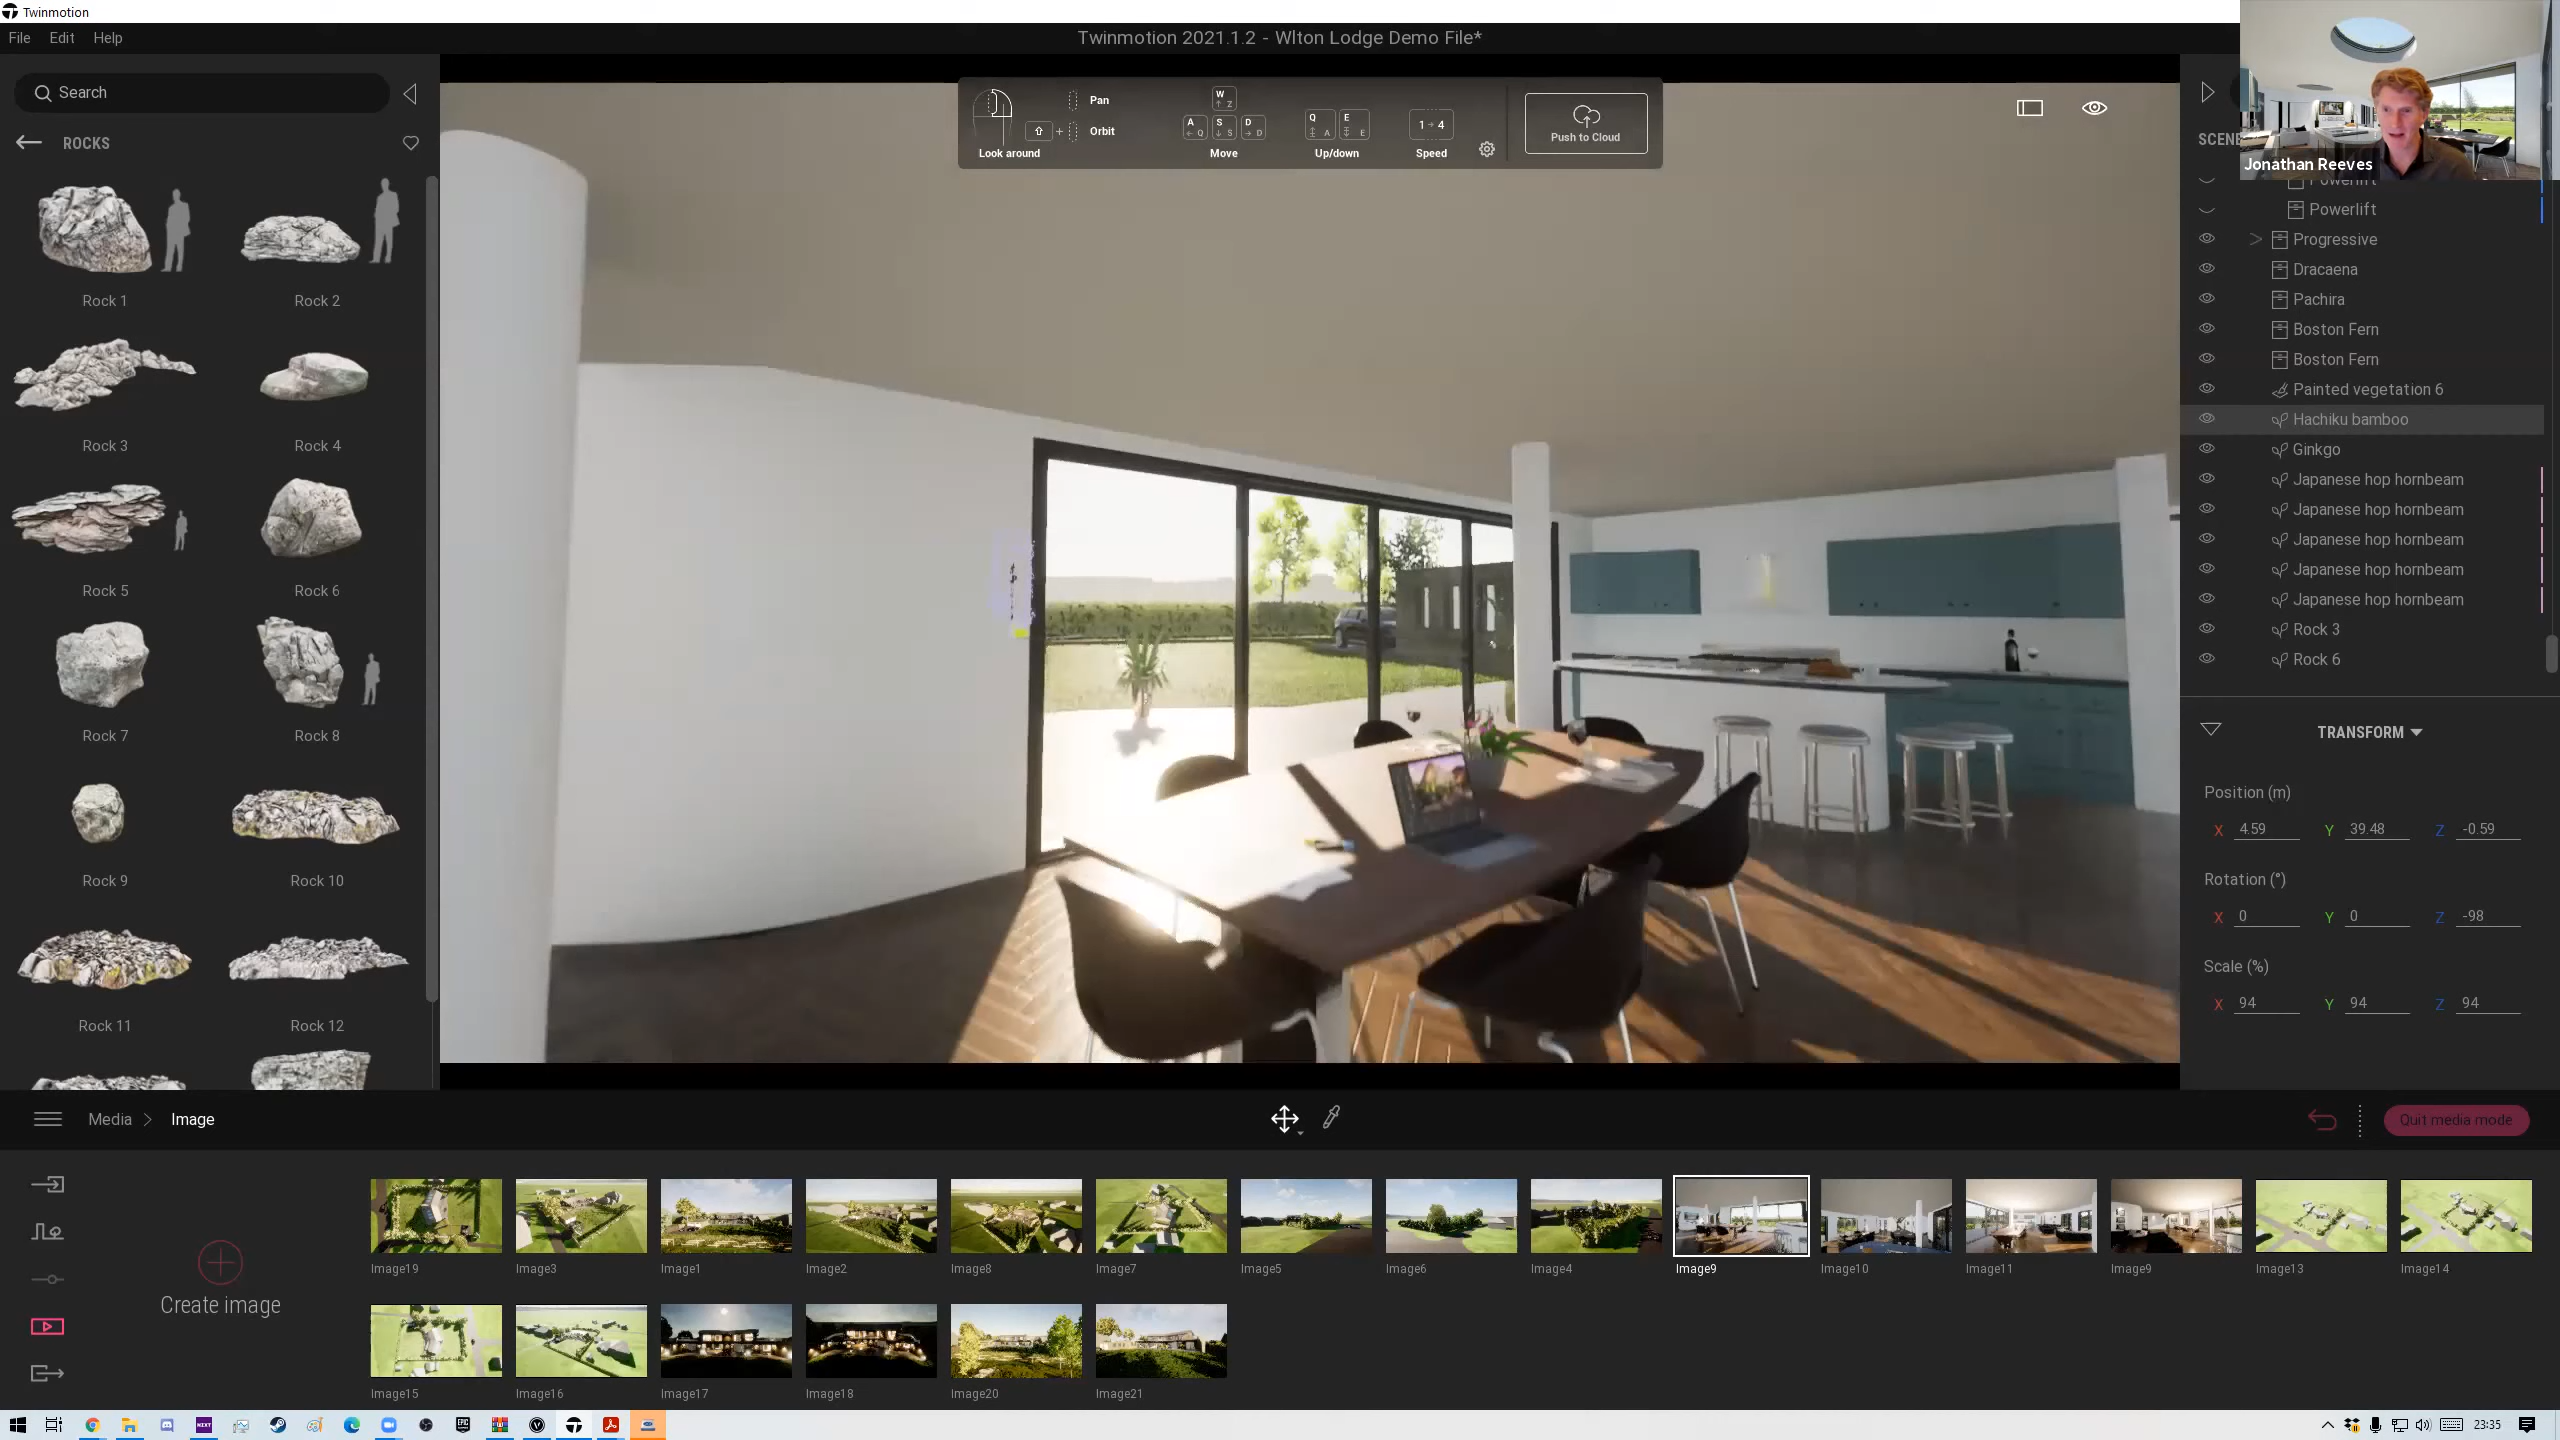 Twinmotion
File Edit Help
Twinmotion 2021.1.2 - Wlton Lodge Demo File*
Search
ROCKS
Rock 1
Rock 2
Rock 3
Rock 4
Rock 5
Rock 6
Rock 7
Rock 8
Rock 9
Rock 10
Rock 11
Rock 12
Look around
Pan
Orbit
W
Z
A
Q
S
S
D
D
Move
Q
A
E
E
Up/down
1 4
Speed
Push to Cloud
Jonathan Reeves
SCENE
Powerlift
Powerlift
Progressive
Dracaena
Pachira
Boston Fern
Boston Fern
Painted vegetation 6
Hachiku bamboo
Ginkgo
Japanese hop hornbeam
Japanese hop hornbeam
Japanese hop hornbeam
Japanese hop hornbeam
Japanese hop hornbeam
Rock 3
Rock 6
TRANSFORM
Position (m)
X 4.59 Y 39.48 Z -0.59
Rotation (°)
X 0 Y 0 Z -98
Scale (%)
X 94 Y 94 Z 94
Media > Image
Quit media mode
Create image
Image19 Image3 Image1 Image2 Image8 Image7 Image5 Image6 Image4 Image9 Image10 Image11 Image9 Image13 Image14
Image15 Image16 Image17 Image18 Image20 Image21
23:35